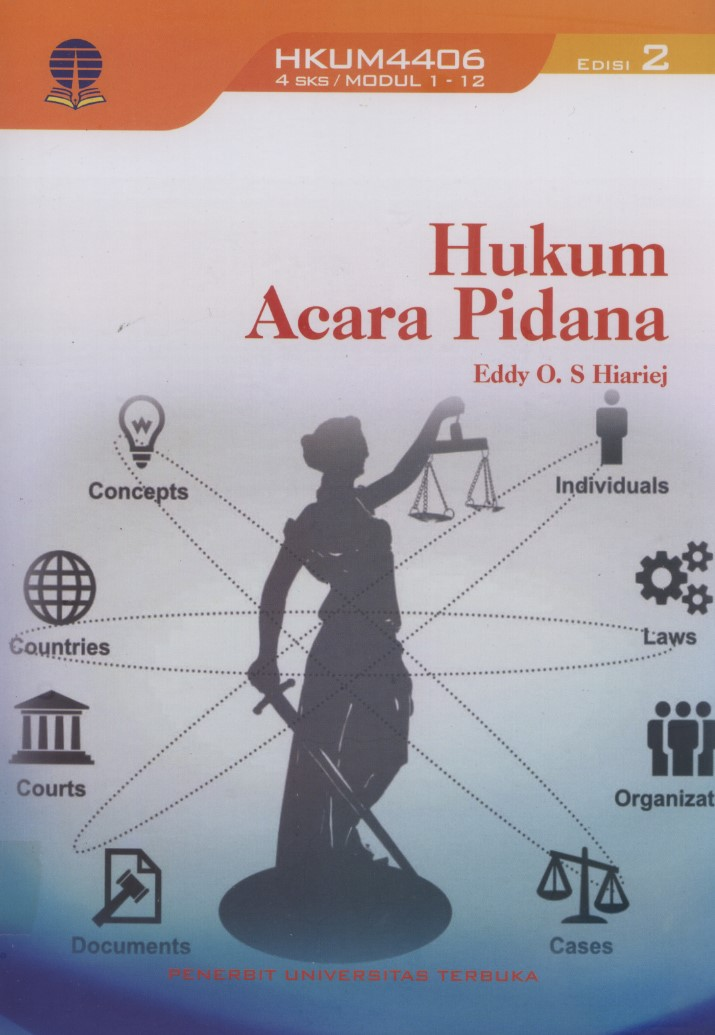 HKUM4406
4 SKS / MODUL 1 - 12
EDISI 2
Hukum
Acara Pidana
Eddy O. S Hiariej
W
Concepts
Individuals
Countries
Laws
Courts
Organizat
Documents
Cases
PENERBIT UNIVERSITAS TERBUKA